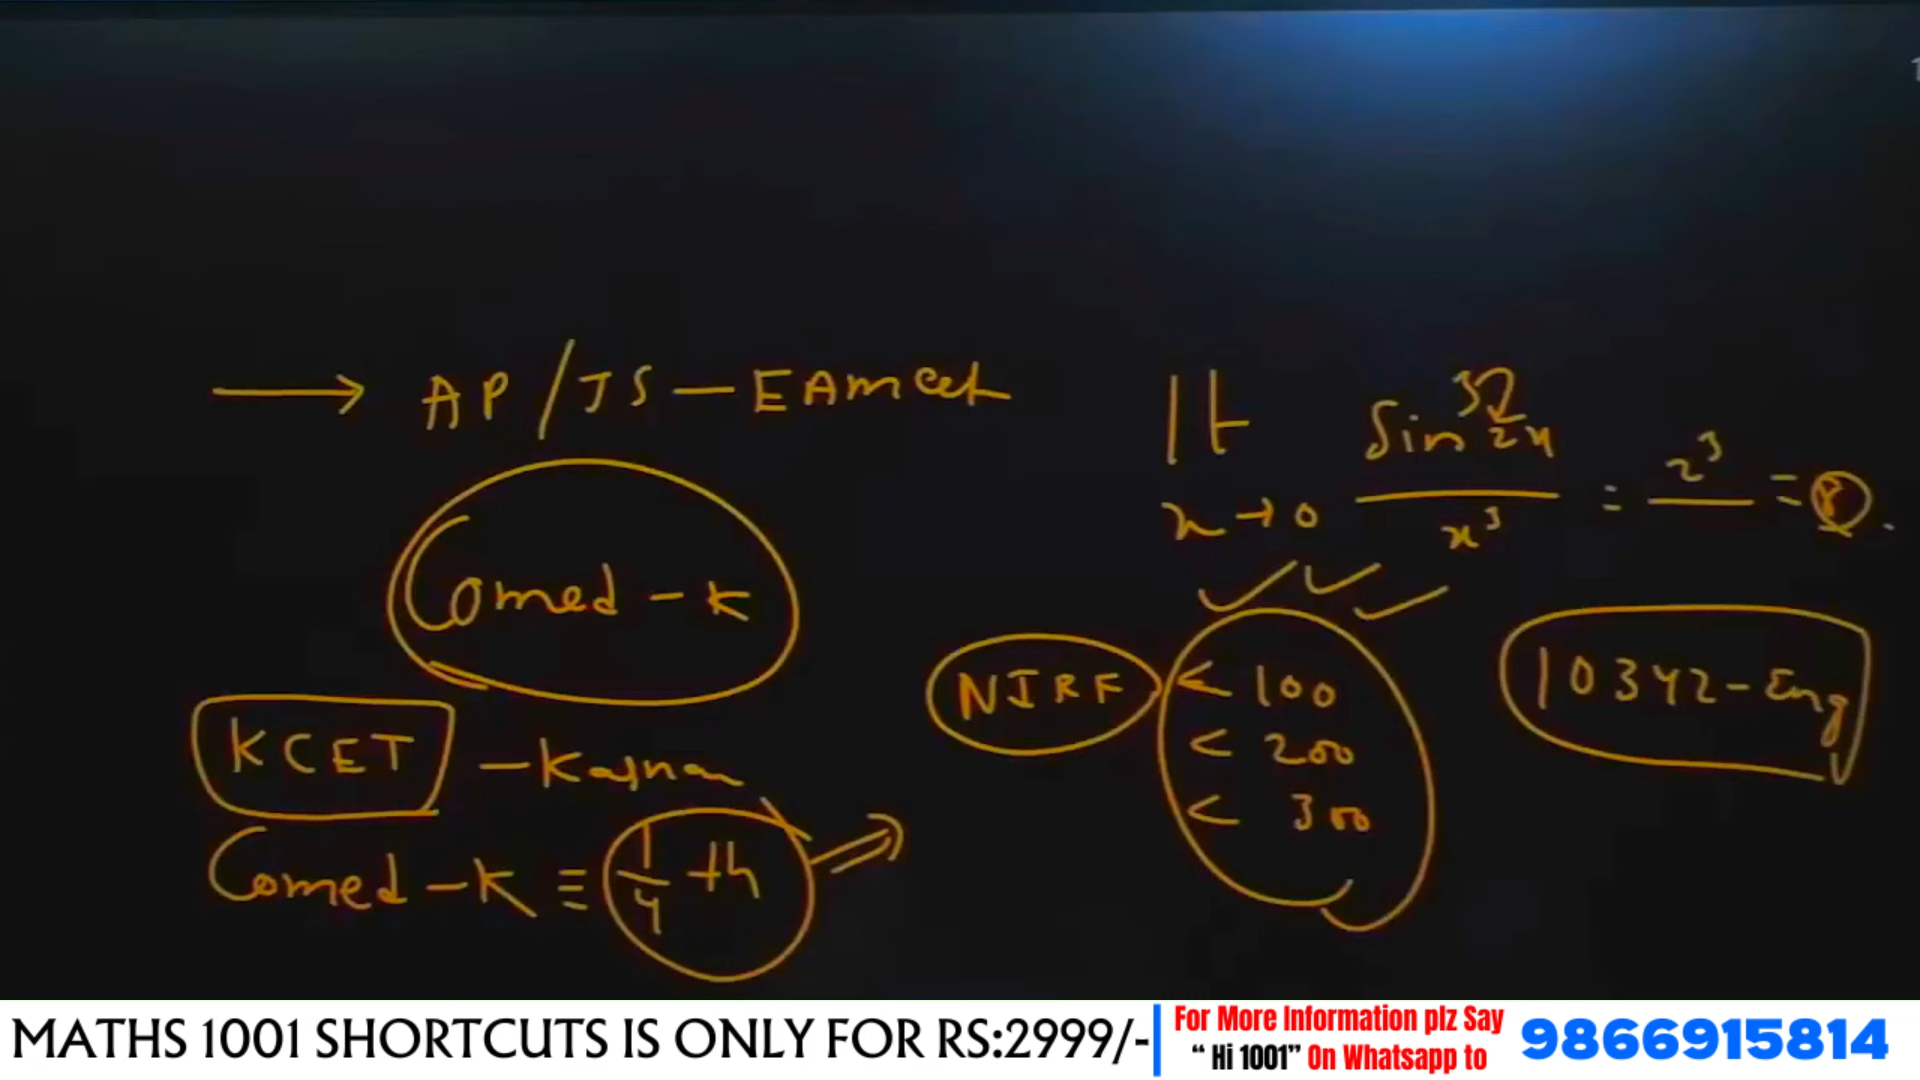 → AP/TS - EAmcet
Comed - K
KCET - Karnan
Comed - K ≡ 1/4 th ⇒
lt x→0 sin³2x / x³ = 2³ / = 8.
NIRF < 100
< 200
< 300
10342 - Eng
MATHS 1001 SHORTCUTS IS ONLY FOR RS:2999/-
For More Information plz Say
“ Hi 1001” On Whatsapp to
9866915814